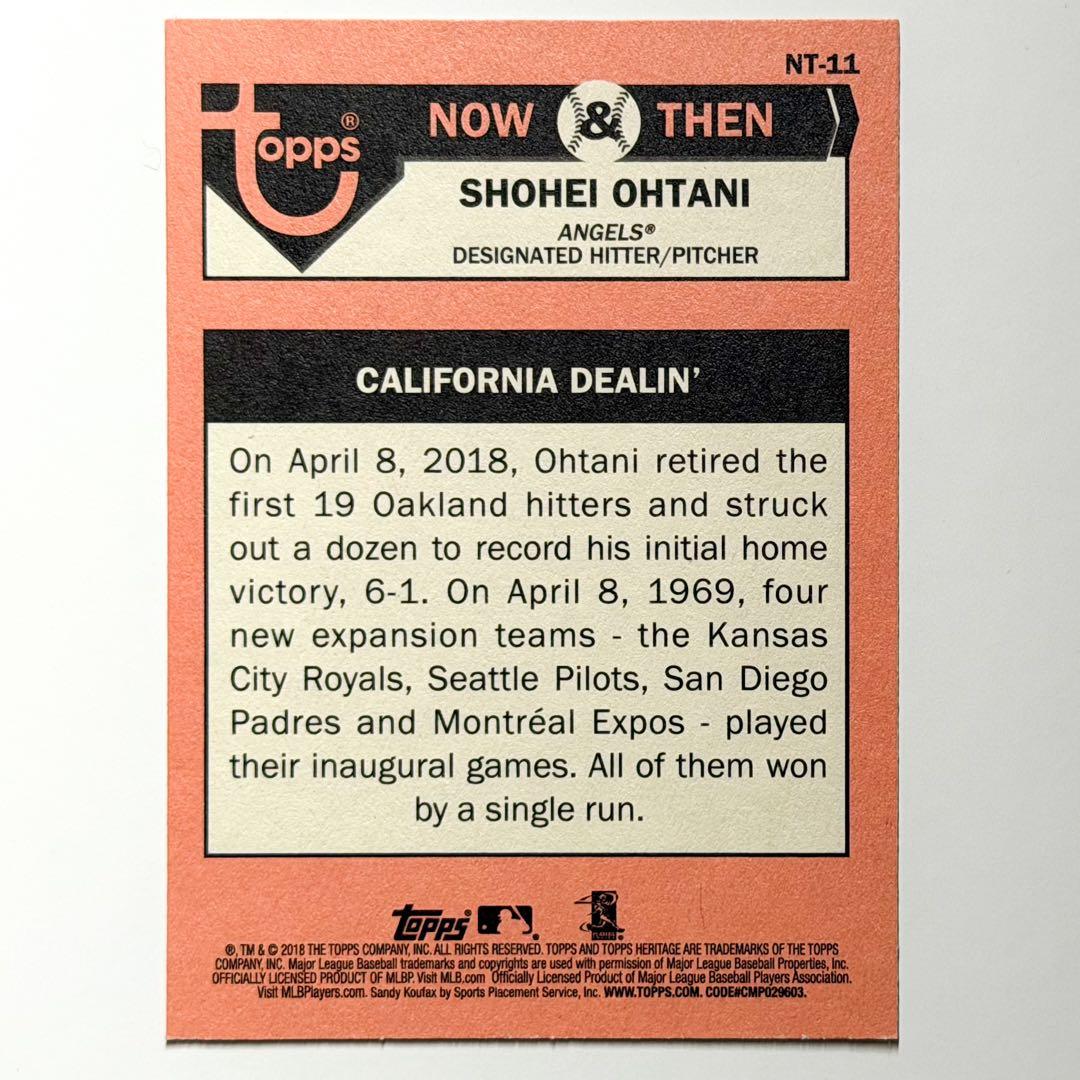 NT-11
topps®
NOW & THEN
SHOHEI OHTANI
ANGELS®
DESIGNATED HITTER/PITCHER
CALIFORNIA DEALIN'
On April 8, 2018, Ohtani retired the
first 19 Oakland hitters and struck
out a dozen to record his initial home
victory, 6-1. On April 8, 1969, four
new expansion teams - the Kansas
City Royals, Seattle Pilots, San Diego
Padres and Montréal Expos - played
their inaugural games. All of them won
by a single run.
topps®
®, TM & © 2018 THE TOPPS COMPANY, INC. ALL RIGHTS RESERVED. TOPPS AND TOPPS HERITAGE ARE TRADEMARKS OF THE TOPPS
COMPANY, INC. Major League Baseball trademarks and copyrights are used with permission of Major League Baseball Properties, Inc.
OFFICIALLY LICENSED PRODUCT OF MLBP. Visit MLB.com Officially Licensed Product of Major League Baseball Players Association.
Visit MLBPlayers.com. Sandy Koufax by Sports Placement Service, Inc. WWW.TOPPS.COM. CODE#CMP029603.